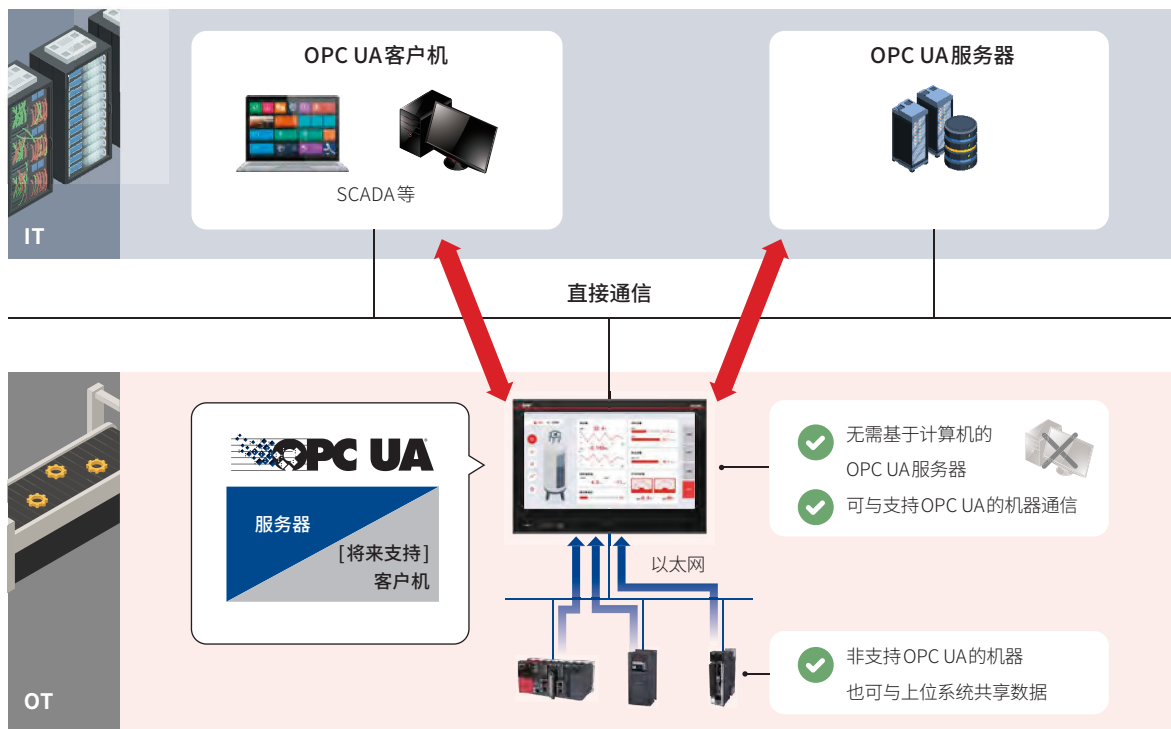 OPC UA客户机
OPC UA服务器
SCADA等
IT
直接通信
OPC UA
服务器
[将来支持]
客户机
无需基于计算机的
OPC UA服务器
可与支持OPC UA的机器通信
以太网
非支持OPC UA的机器
也可与上位系统共享数据
OT